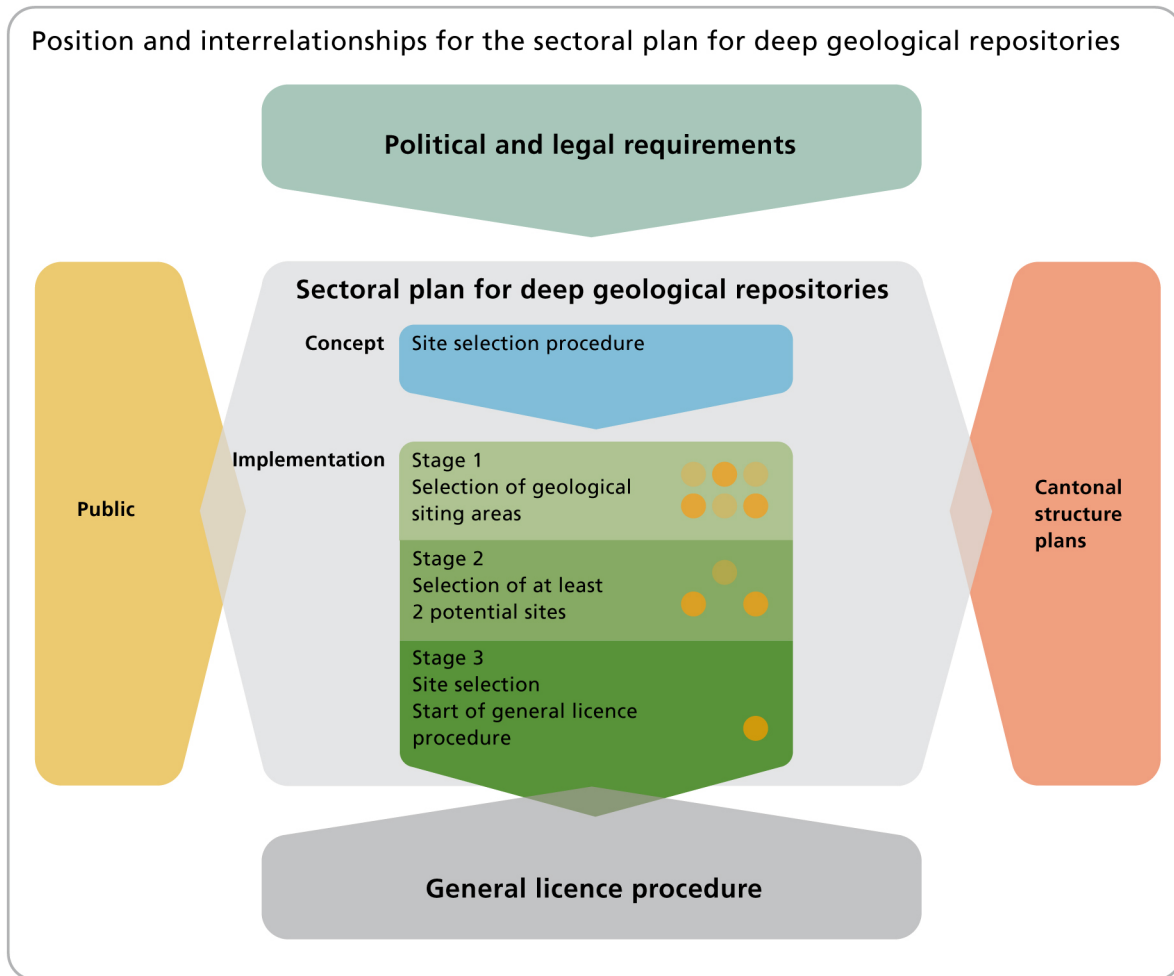 Position and interrelationships for the sectoral plan for deep geological repositories
Political and legal requirements
Sectoral plan for deep geological repositories
Concept
Site selection procedure
Implementation
Stage 1
Selection of geological
siting areas
Stage 2
Selection of at least
2 potential sites
Stage 3
Site selection
Start of general licence
procedure
Public
Cantonal
structure
plans
General licence procedure